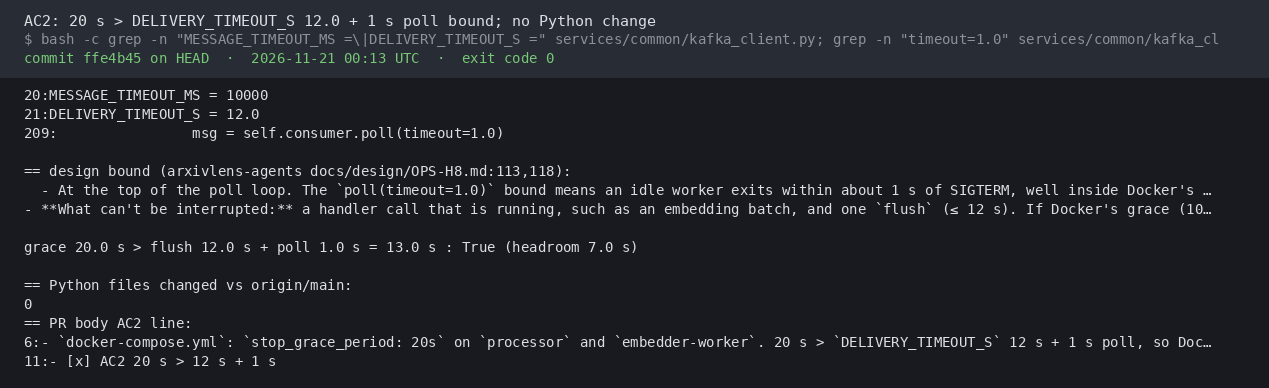 AC2: 20 s > DELIVERY_TIMEOUT_S 12.0 + 1 s poll bound; no Python change
$ bash -c grep -n "MESSAGE_TIMEOUT_MS =\|DELIVERY_TIMEOUT_S =" services/common/kafka_client.py; grep -n "timeout=1.0" services/common/kafka_cl
commit ffe4b45 on HEAD · 2026-11-21 00:13 UTC · exit code 0
20:MESSAGE_TIMEOUT_MS = 10000
21:DELIVERY_TIMEOUT_S = 12.0
209:                msg = self.consumer.poll(timeout=1.0)
== design bound (arxivlens-agents docs/design/OPS-H8.md:113,118):
  - At the top of the poll loop. The `poll(timeout=1.0)` bound means an idle worker exits within about 1 s of SIGTERM, well inside Docker's …
- **What can't be interrupted:** a handler call that is running, such as an embedding batch, and one `flush` (≤ 12 s). If Docker's grace (10…
grace 20.0 s > flush 12.0 s + poll 1.0 s = 13.0 s : True (headroom 7.0 s)
== Python files changed vs origin/main:
0
== PR body AC2 line:
6:- `docker-compose.yml`: `stop_grace_period: 20s` on `processor` and `embedder-worker`. 20 s > `DELIVERY_TIMEOUT_S` 12 s + 1 s poll, so Doc…
11:- [x] AC2 20 s > 12 s + 1 s